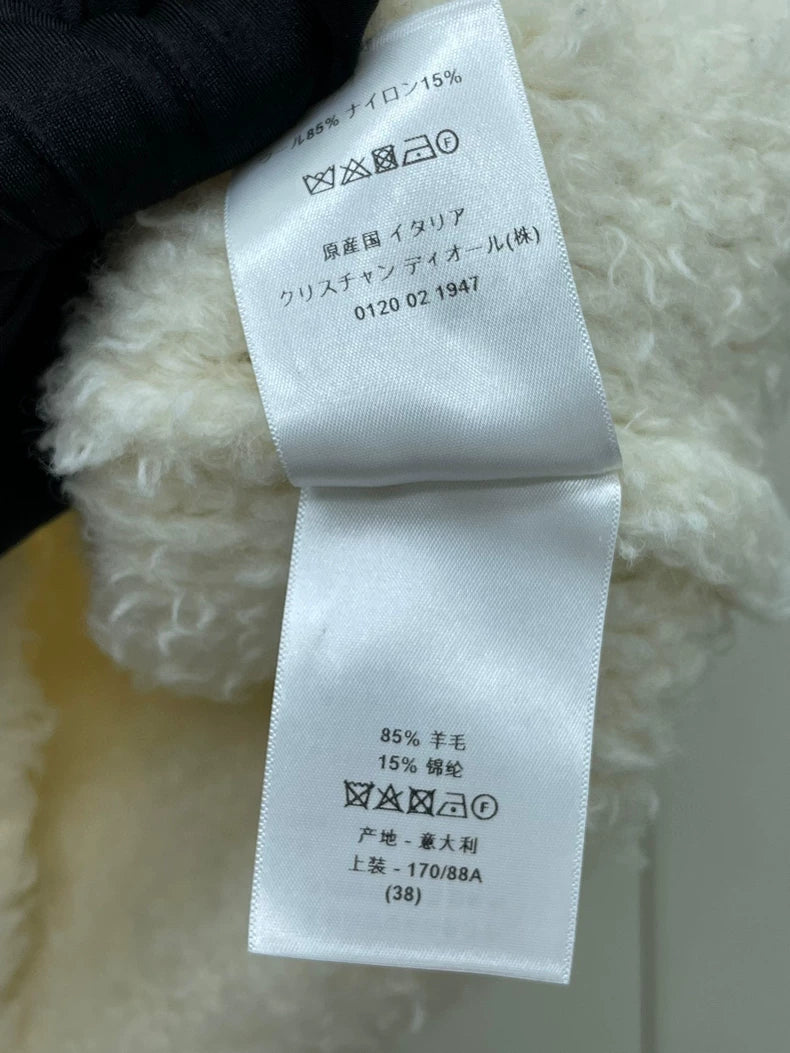 ウール85% ナイロン15%
F
原産国 イタリア
クリスチャン ディオール(株)
0120 02 1947
85% 羊毛
15% 锦纶
F
产地 - 意大利
上装 - 170/88A
(38)